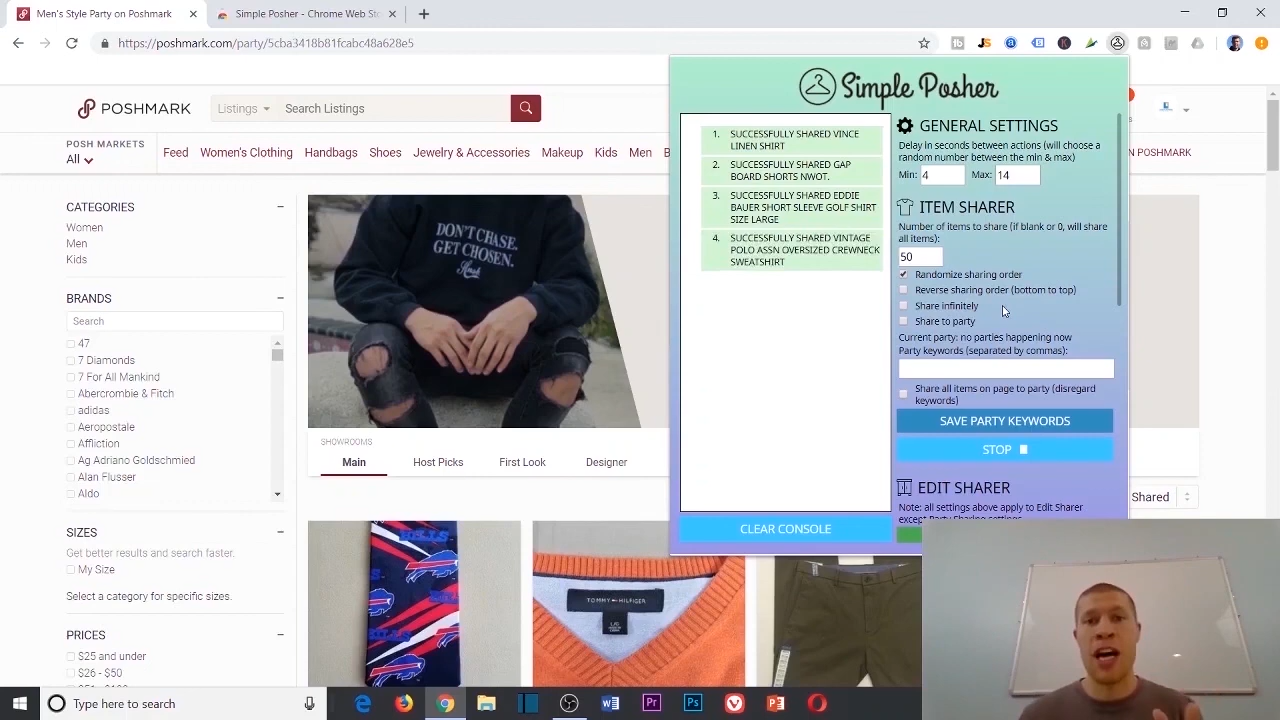 Men's Style Party on Poshmark
Simple Posher - Chrome Web Sto
https://poshmark.com/party/5cba3418b81fcabc48a628e5
POSHMARK
Listings
Search Listings
POSH MARKETS
All
Feed
Women's Clothing
Handbags
Shoes
Jewelry & Accessories
Makeup
Kids
Men
N POSHMARK
CATEGORIES
Women
Men
Kids
BRANDS
Search
47
7 Diamonds
7 For All Mankind
Abercrombie & Fitch
adidas
Aeropostale
Affliction
Ag Adriano Goldschmied
Alan Flusser
Aldo
SIZES
Get better results and search faster.
My Size
Select a category for specific sizes.
PRICES
$25 and under
$26 - $50
DON'T CHASE.
GET CHOSEN.
SHOWROOMS
Main
Host Picks
First Look
Designer
Shared
BILLS
TOMMY HILFIGER
Simple Posher
1. SUCCESSFULLY SHARED VINCE
LINEN SHIRT
2. SUCCESSFULLY SHARED GAP
BOARD SHORTS NWOT.
3. SUCCESSFULLY SHARED EDDIE
BAUER SHORT SLEEVE GOLF SHIRT
SIZE LARGE
4. SUCCESSFULLY SHARED VINTAGE
POLO ASSN OVERSIZED CREWNECK
SWEATSHIRT
CLEAR CONSOLE
GENERAL SETTINGS
Delay in seconds between actions (will choose a
random number between the min & max)
Min: 4 Max: 14
ITEM SHARER
Number of items to share (if blank or 0, will share
all items):
50
Randomize sharing order
Reverse sharing order (bottom to top)
Share infinitely
Share to party
Current party: no parties happening now
Party keywords (separated by commas):
Share all items on page to party (disregard
keywords)
SAVE PARTY KEYWORDS
STOP
EDIT SHARER
Note: all settings above apply to Edit Sharer
except Party Sharing settings
Type here to search